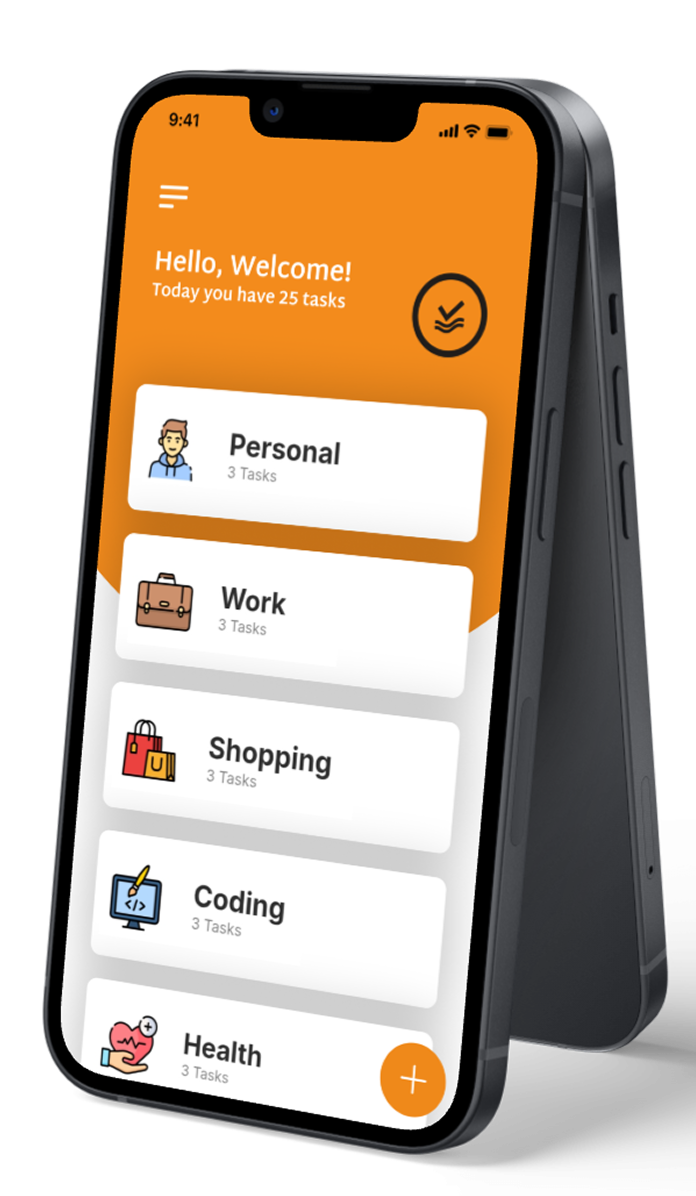 9:41
Hello, Welcome!
Today you have 25 tasks
Personal
3 Tasks
Work
3 Tasks
Shopping
3 Tasks
</>
Coding
3 Tasks
Health
3 Tasks